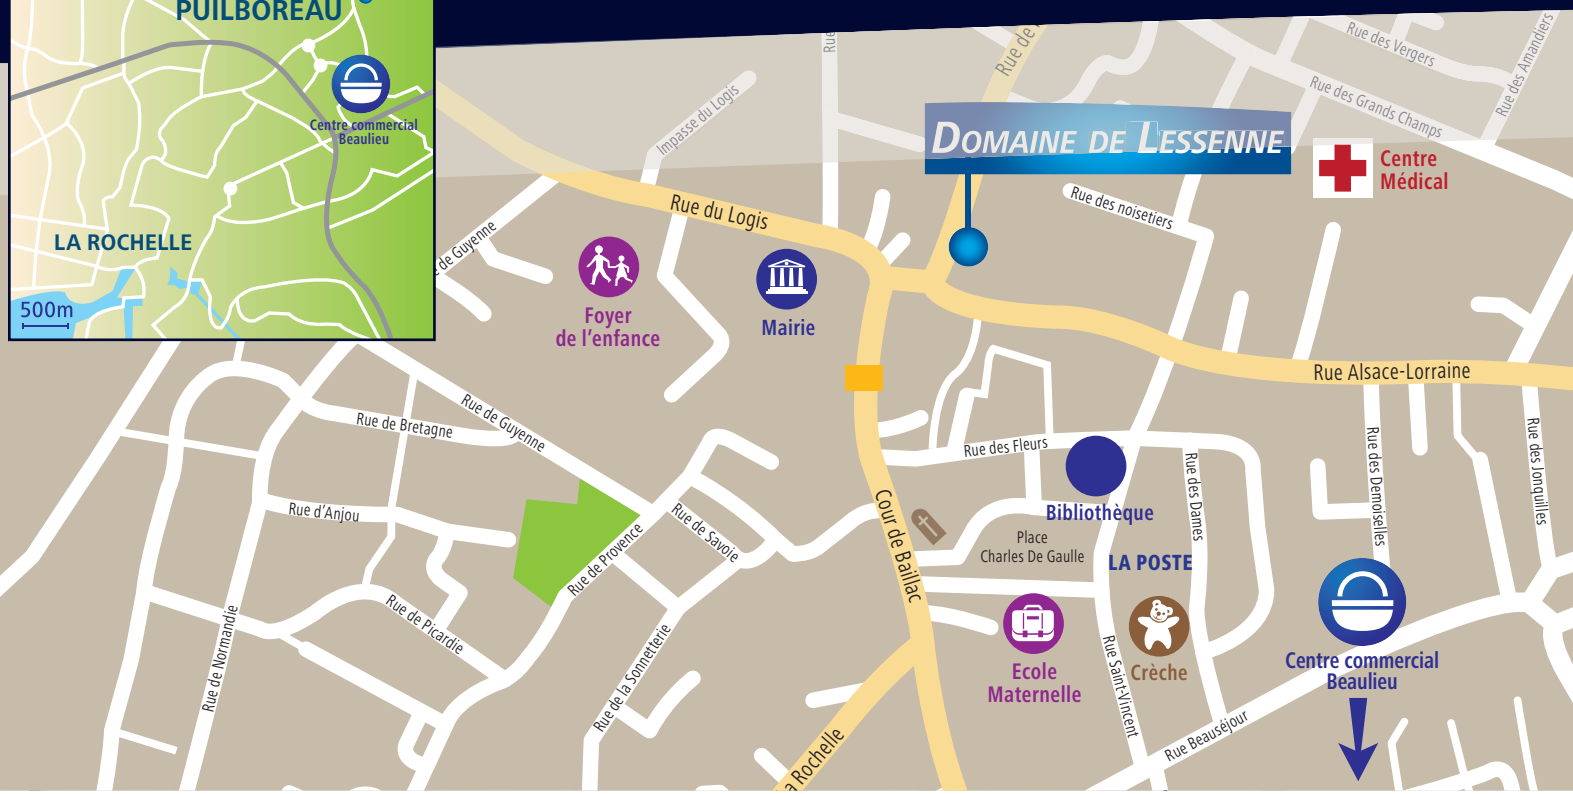 PUILBOREAU
Centre commercial
Beaulieu
LA ROCHELLE
500m
Rue
Rue de
Rue des Vergers
Rue des Amandiers
Rue des Grands Champs
Impasse du Logis
DOMAINE DE LESSENNE
Centre
Médical
Rue du Logis
Rue des noisetiers
de Guyenne
Foyer
de l'enfance
Mairie
Rue Alsace-Lorraine
Rue de Bretagne
Rue de Guyenne
Rue des Fleurs
Rue des Dames
Rue des Demoiselles
Rue des Jonquilles
Rue d'Anjou
Rue de Savoie
Rue de Provence
Cour de Baillac
Bibliothèque
Place
Charles De Gaulle
LA POSTE
Rue de Picardie
Rue de Normandie
Rue de la Sonnetterie
Ecole
Maternelle
Rue Saint-Vincent
Crèche
Centre commercial
Beaulieu
Rue Beauséjour
a Rochelle